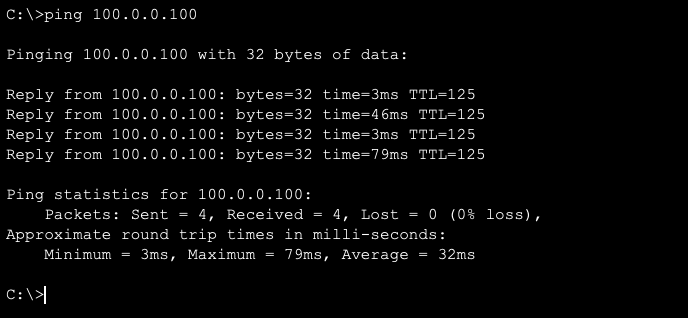 C:\>ping 100.0.0.100
Pinging 100.0.0.100 with 32 bytes of data:
Reply from 100.0.0.100: bytes=32 time=3ms TTL=125
Reply from 100.0.0.100: bytes=32 time=46ms TTL=125
Reply from 100.0.0.100: bytes=32 time=3ms TTL=125
Reply from 100.0.0.100: bytes=32 time=79ms TTL=125
Ping statistics for 100.0.0.100:
    Packets: Sent = 4, Received = 4, Lost = 0 (0% loss),
Approximate round trip times in milli-seconds:
    Minimum = 3ms, Maximum = 79ms, Average = 32ms
C:\>